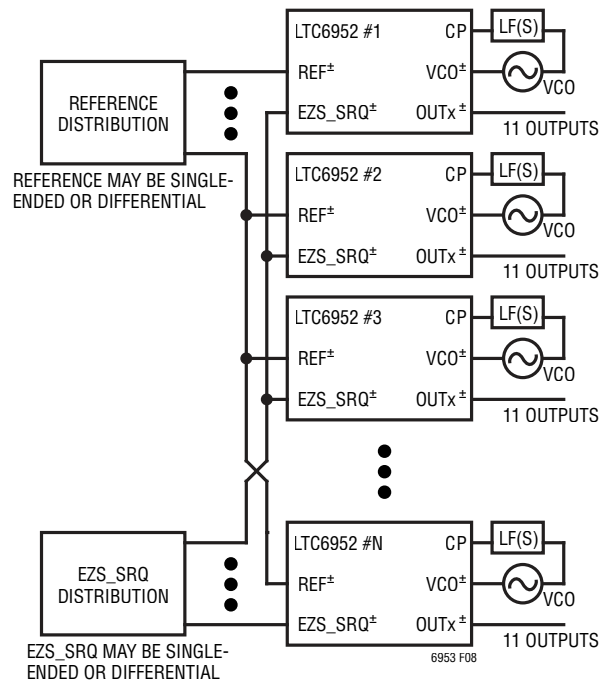 LTC6952 #1
CP
LF(S)
REF±
VCO±
VCO
EZS_SRQ±
OUTx±
11 OUTPUTS
REFERENCE
DISTRIBUTION
REFERENCE MAY BE SINGLE-
ENDED OR DIFFERENTIAL
LTC6952 #2
CP
LF(S)
REF±
VCO±
VCO
EZS_SRQ±
OUTx±
11 OUTPUTS
LTC6952 #3
CP
LF(S)
REF±
VCO±
VCO
EZS_SRQ±
OUTx±
11 OUTPUTS
EZS_SRQ
DISTRIBUTION
EZS_SRQ MAY BE SINGLE-
ENDED OR DIFFERENTIAL
LTC6952 #N
CP
LF(S)
REF±
VCO±
VCO
EZS_SRQ±
OUTx±
11 OUTPUTS
6953 F08